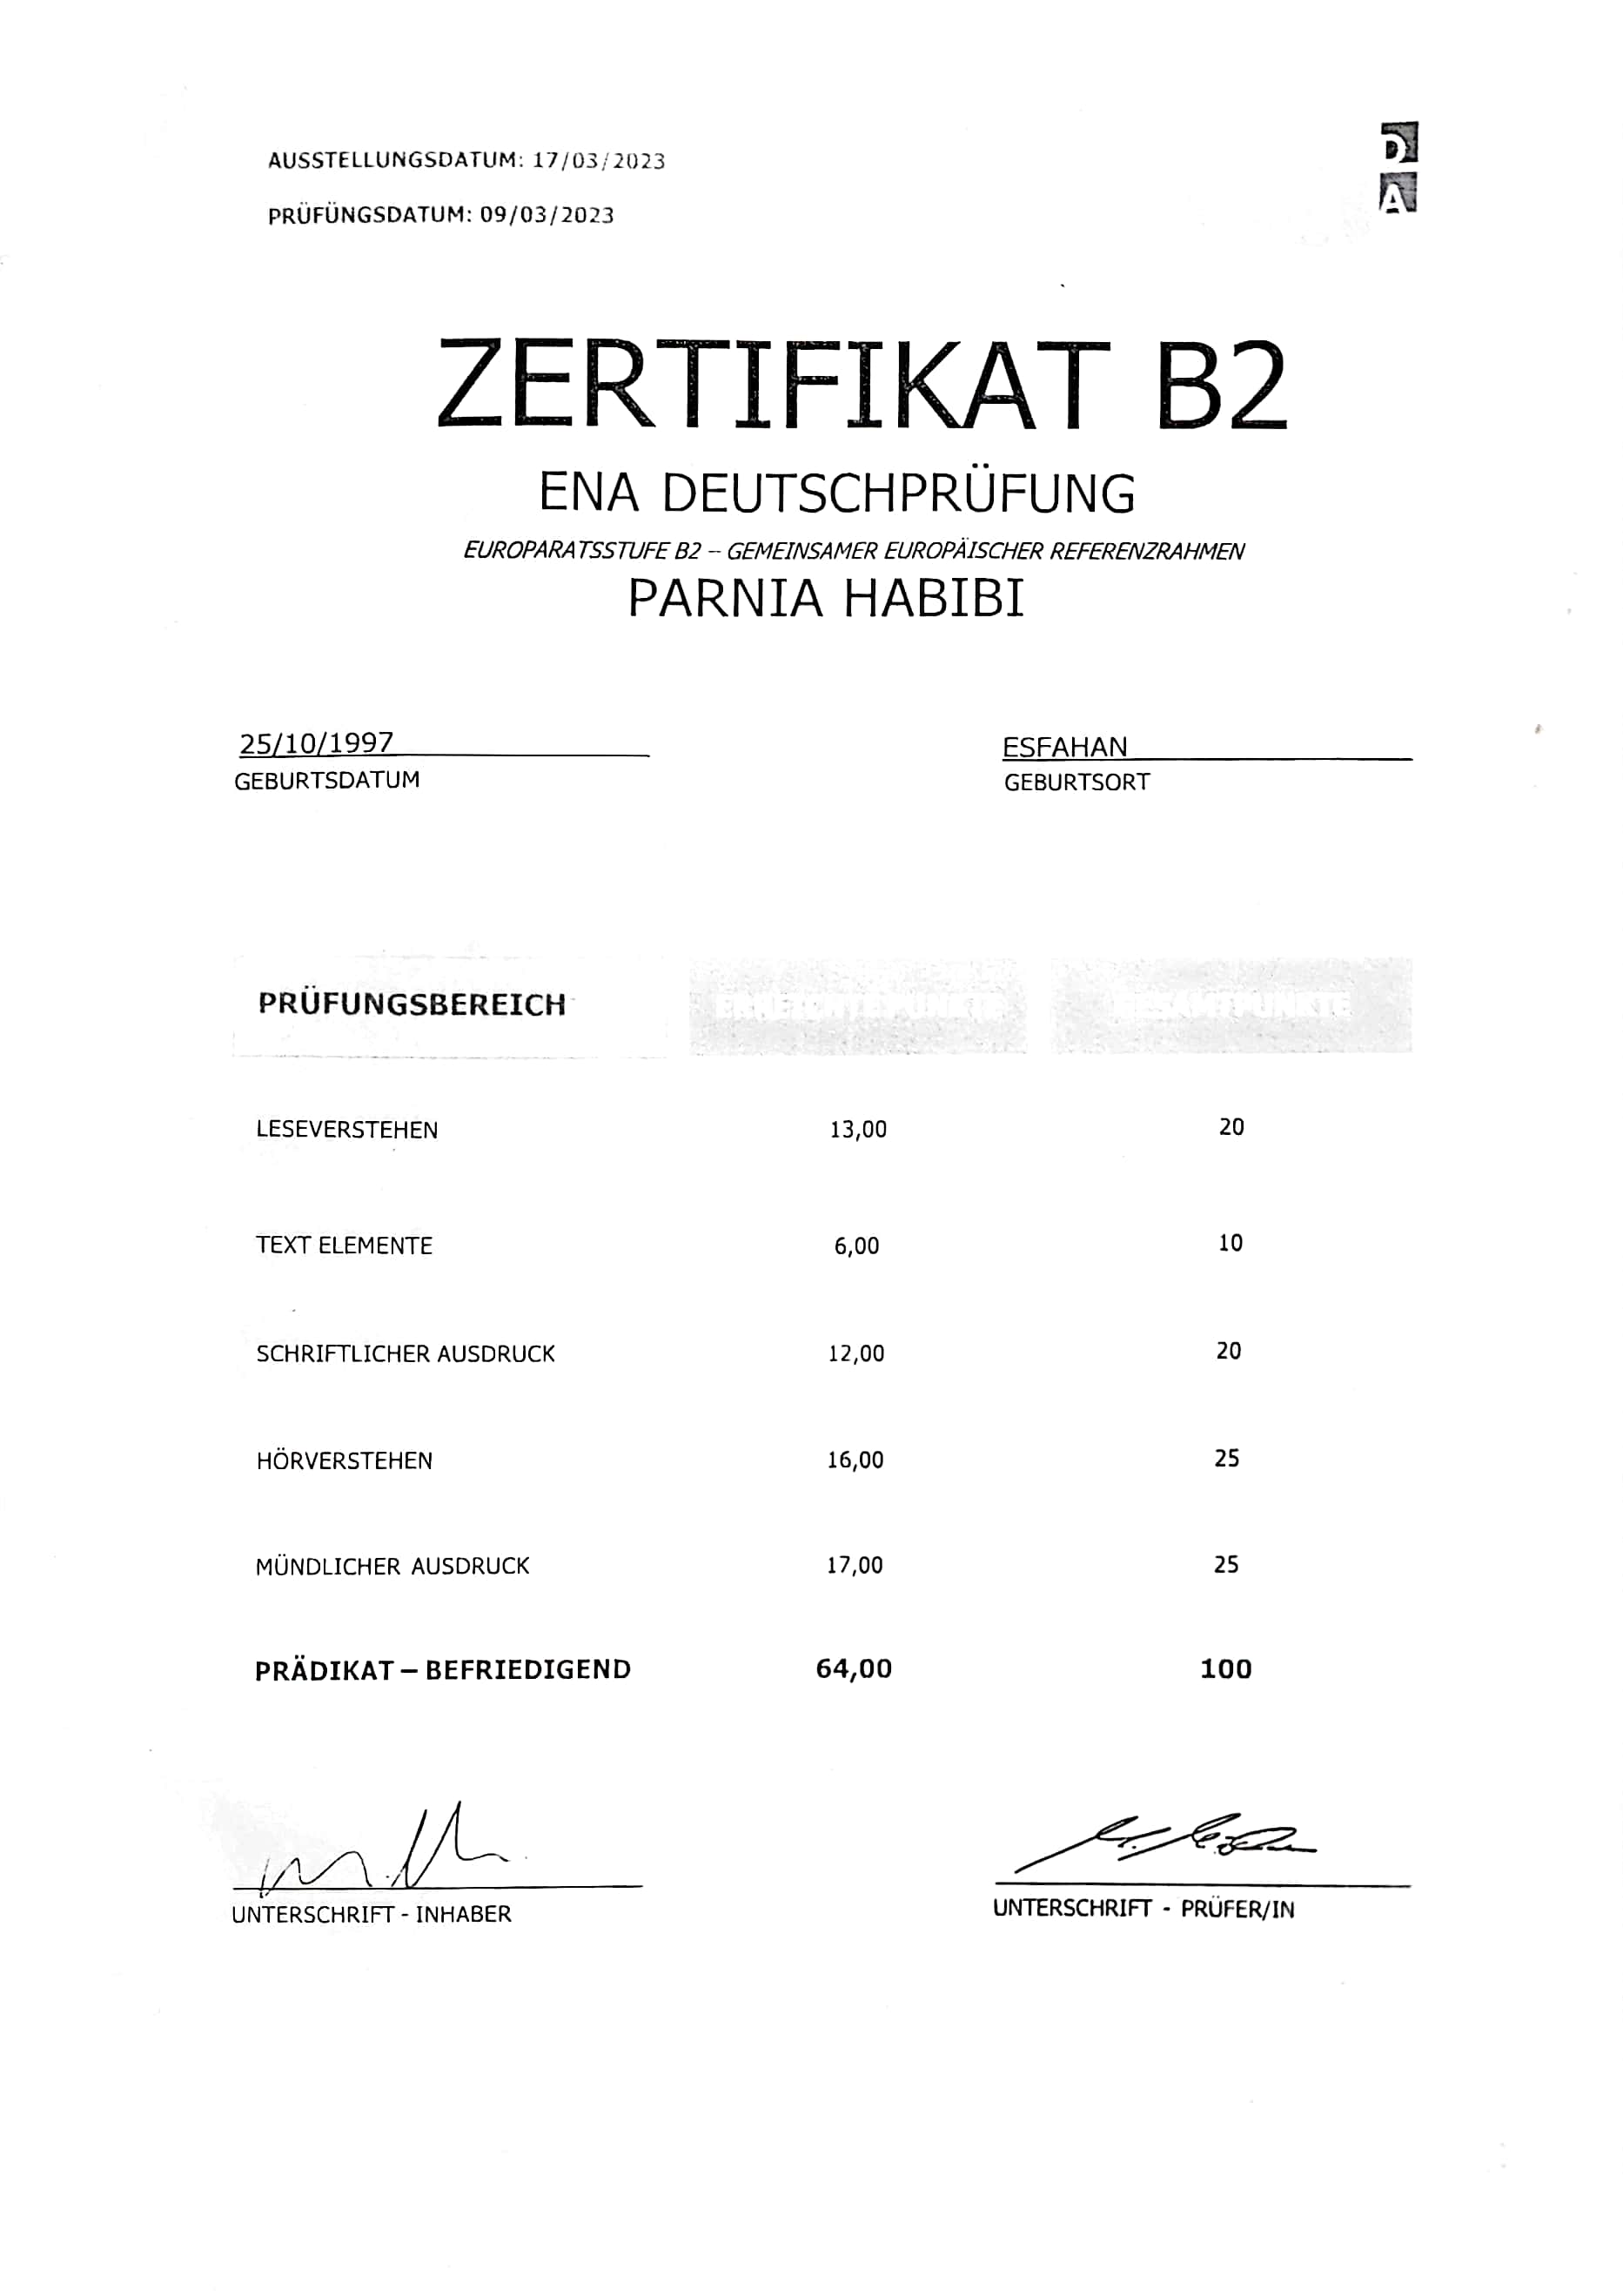 AUSSTELLUNGSDATUM: 17/03/2023
D
PRÜFÜNGSDATUM: 09/03/2023
A
ZERTIFIKAT B2
ENA DEUTSCHPRÜFUNG
EUROPARATSSTUFE B2 – GEMEINSAMER EUROPÄISCHER REFERENZRAHMEN
PARNIA HABIBI
25/10/1997 ESFAHAN
GEBURTSDATUM GEBURTSORT
PRÜFUNGSBEREICH ERREICHTE PUNKTE GESAMTPUNKTE
LESEVERSTEHEN 13,00 20
TEXT ELEMENTE 6,00 10
SCHRIFTLICHER AUSDRUCK 12,00 20
HÖRVERSTEHEN 16,00 25
MÜNDLICHER AUSDRUCK 17,00 25
PRÄDIKAT – BEFRIEDIGEND 64,00 100
UNTERSCHRIFT - INHABER UNTERSCHRIFT - PRÜFER/IN